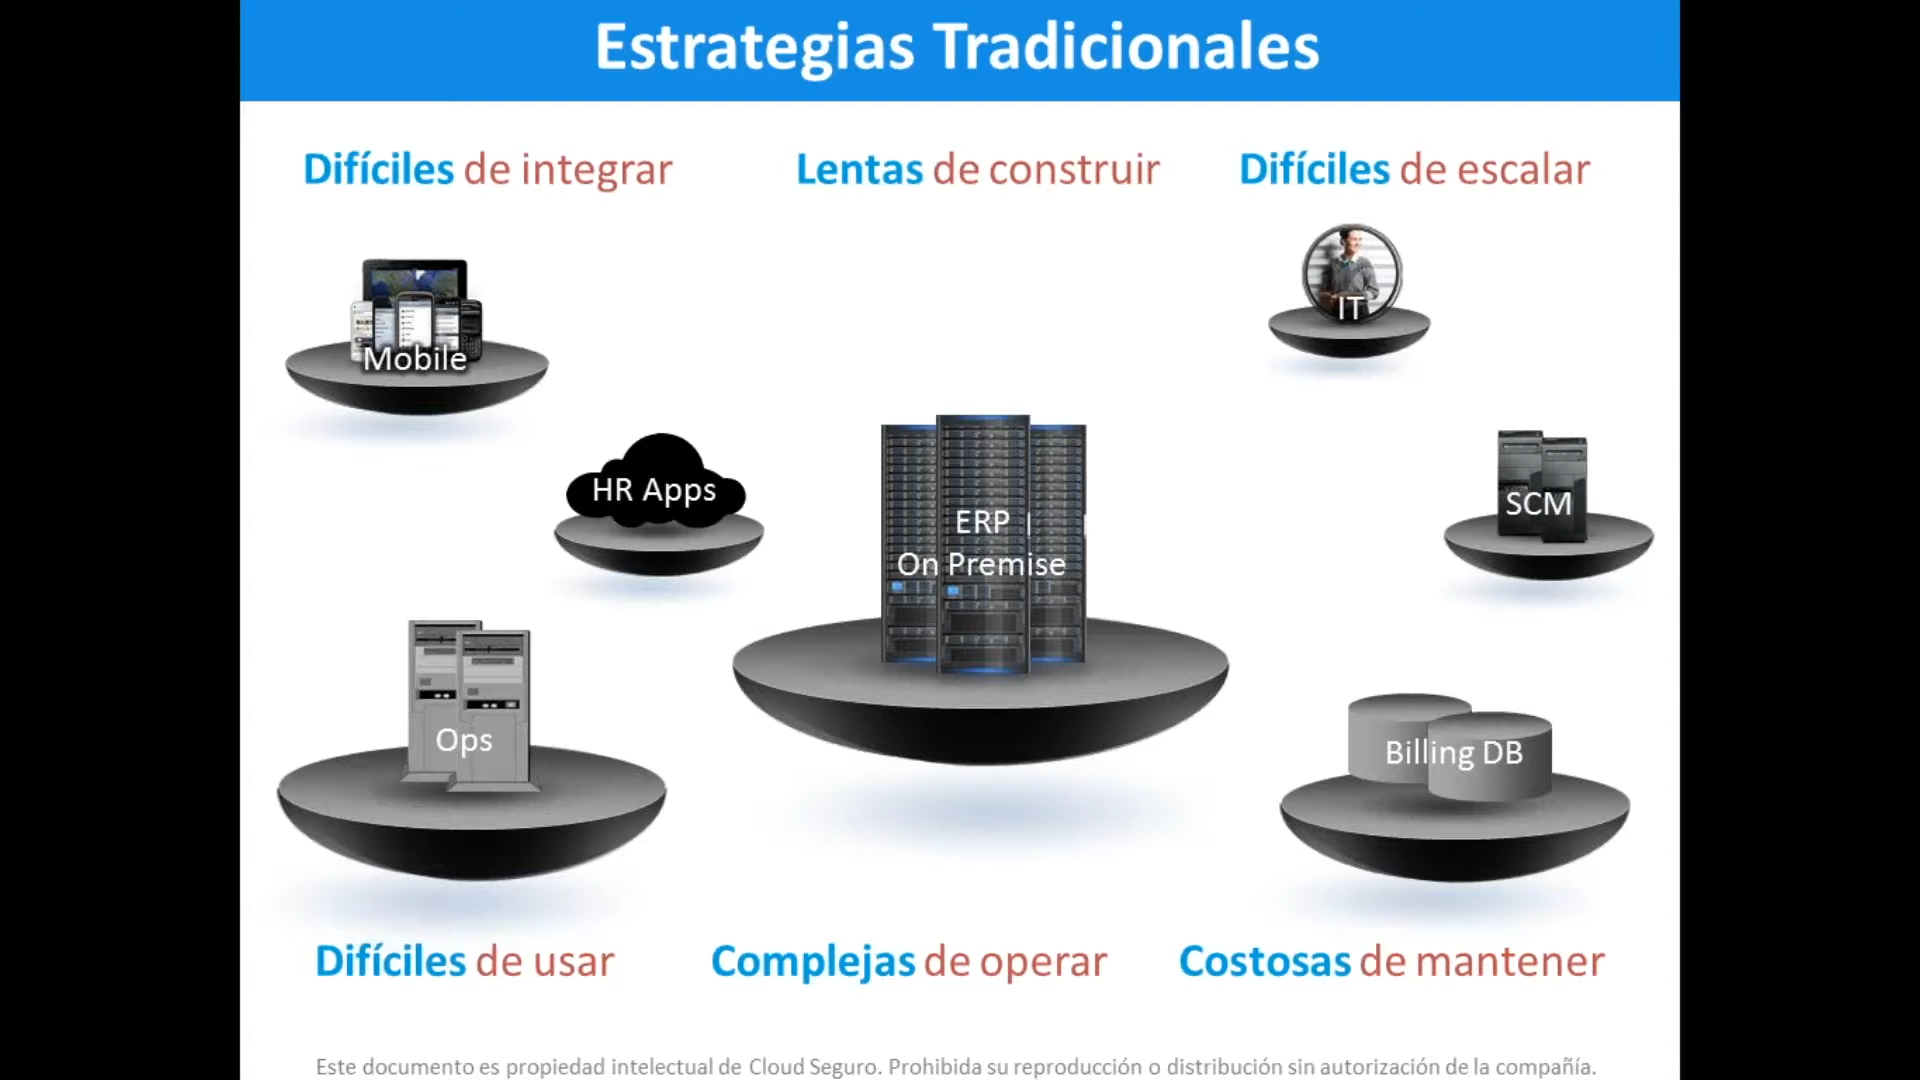 Estrategias Tradicionales
Difíciles de integrar
Lentas de construir
Difíciles de escalar
IT
Mobile
HR Apps
ERP
On Premise
SCM
Ops
Billing DB
Difíciles de usar
Complejas de operar
Costosas de mantener
Este documento es propiedad intelectual de Cloud Seguro. Prohibida su reproducción o distribución sin autorización de la compañía.